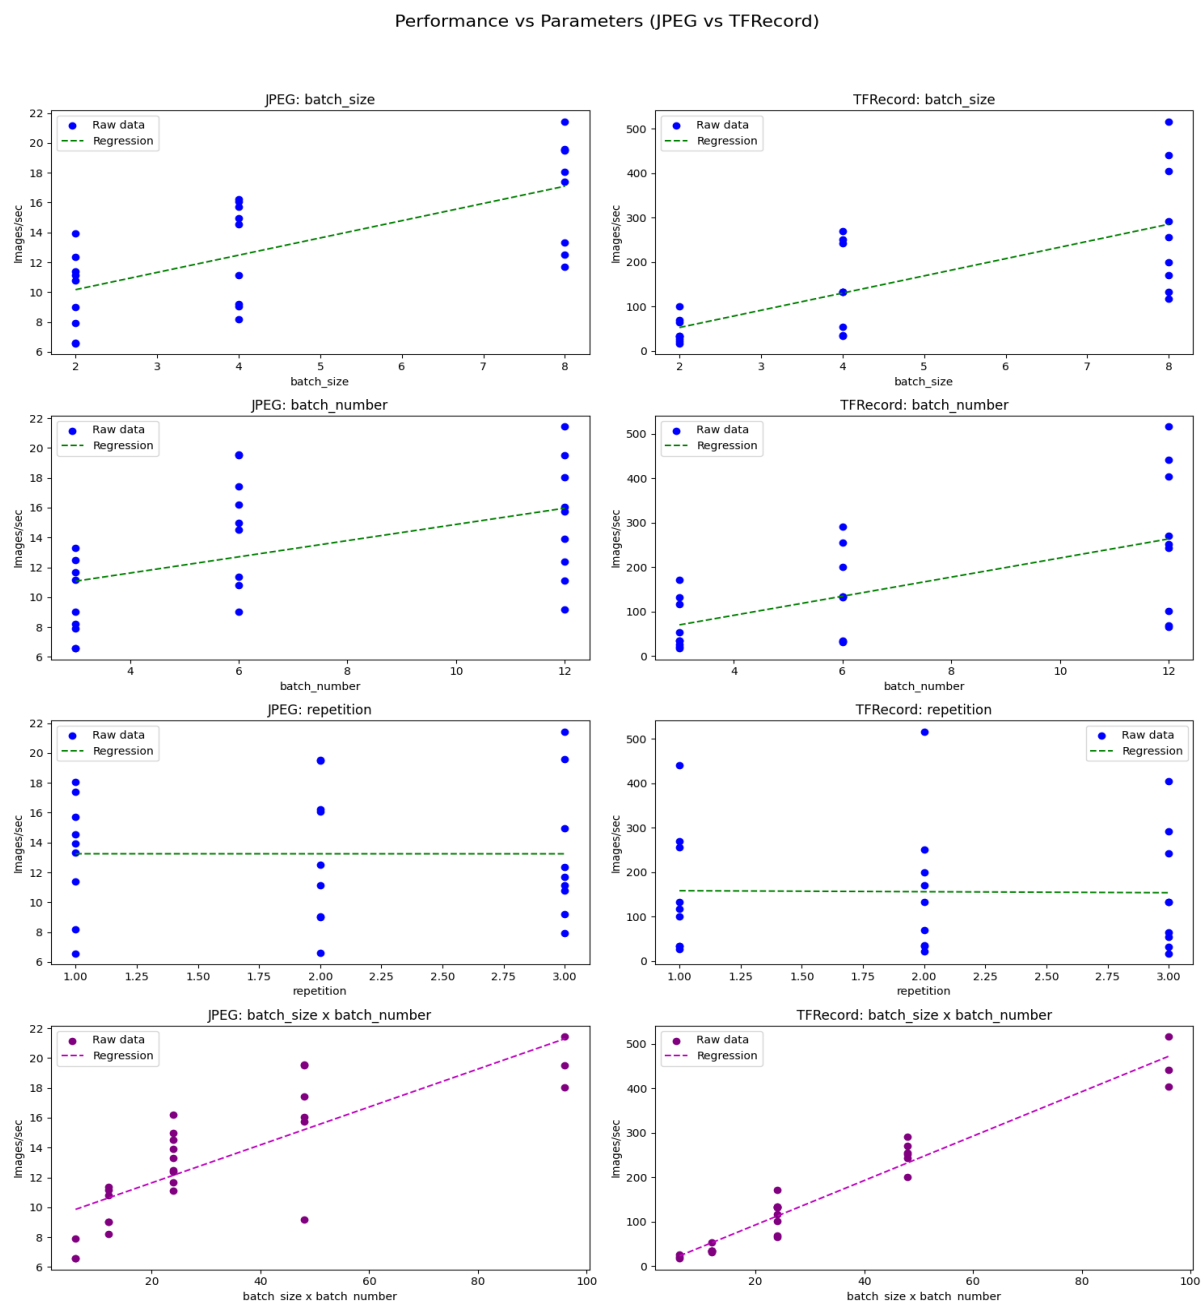 Performance vs Parameters (JPEG vs TFRecord)
JPEG: batch_size
Images/sec
22
20
18
16
14
12
10
8
6
Raw data
Regression
2
3
4
5
6
7
8
batch_size
TFRecord: batch_size
Images/sec
500
400
300
200
100
0
Raw data
Regression
2
3
4
5
6
7
8
batch_size
JPEG: batch_number
Images/sec
22
20
18
16
14
12
10
8
6
Raw data
Regression
4
6
8
10
12
batch_number
TFRecord: batch_number
Images/sec
500
400
300
200
100
0
Raw data
Regression
4
6
8
10
12
batch_number
JPEG: repetition
Images/sec
22
20
18
16
14
12
10
8
6
Raw data
Regression
1.00
1.25
1.50
1.75
2.00
2.25
2.50
2.75
3.00
repetition
TFRecord: repetition
Images/sec
500
400
300
200
100
0
Raw data
Regression
1.00
1.25
1.50
1.75
2.00
2.25
2.50
2.75
3.00
repetition
JPEG: batch_size x batch_number
Images/sec
22
20
18
16
14
12
10
8
6
Raw data
Regression
20
40
60
80
100
batch_size x batch_number
TFRecord: batch_size x batch_number
Images/sec
500
400
300
200
100
0
Raw data
Regression
20
40
60
80
100
batch_size x batch_number